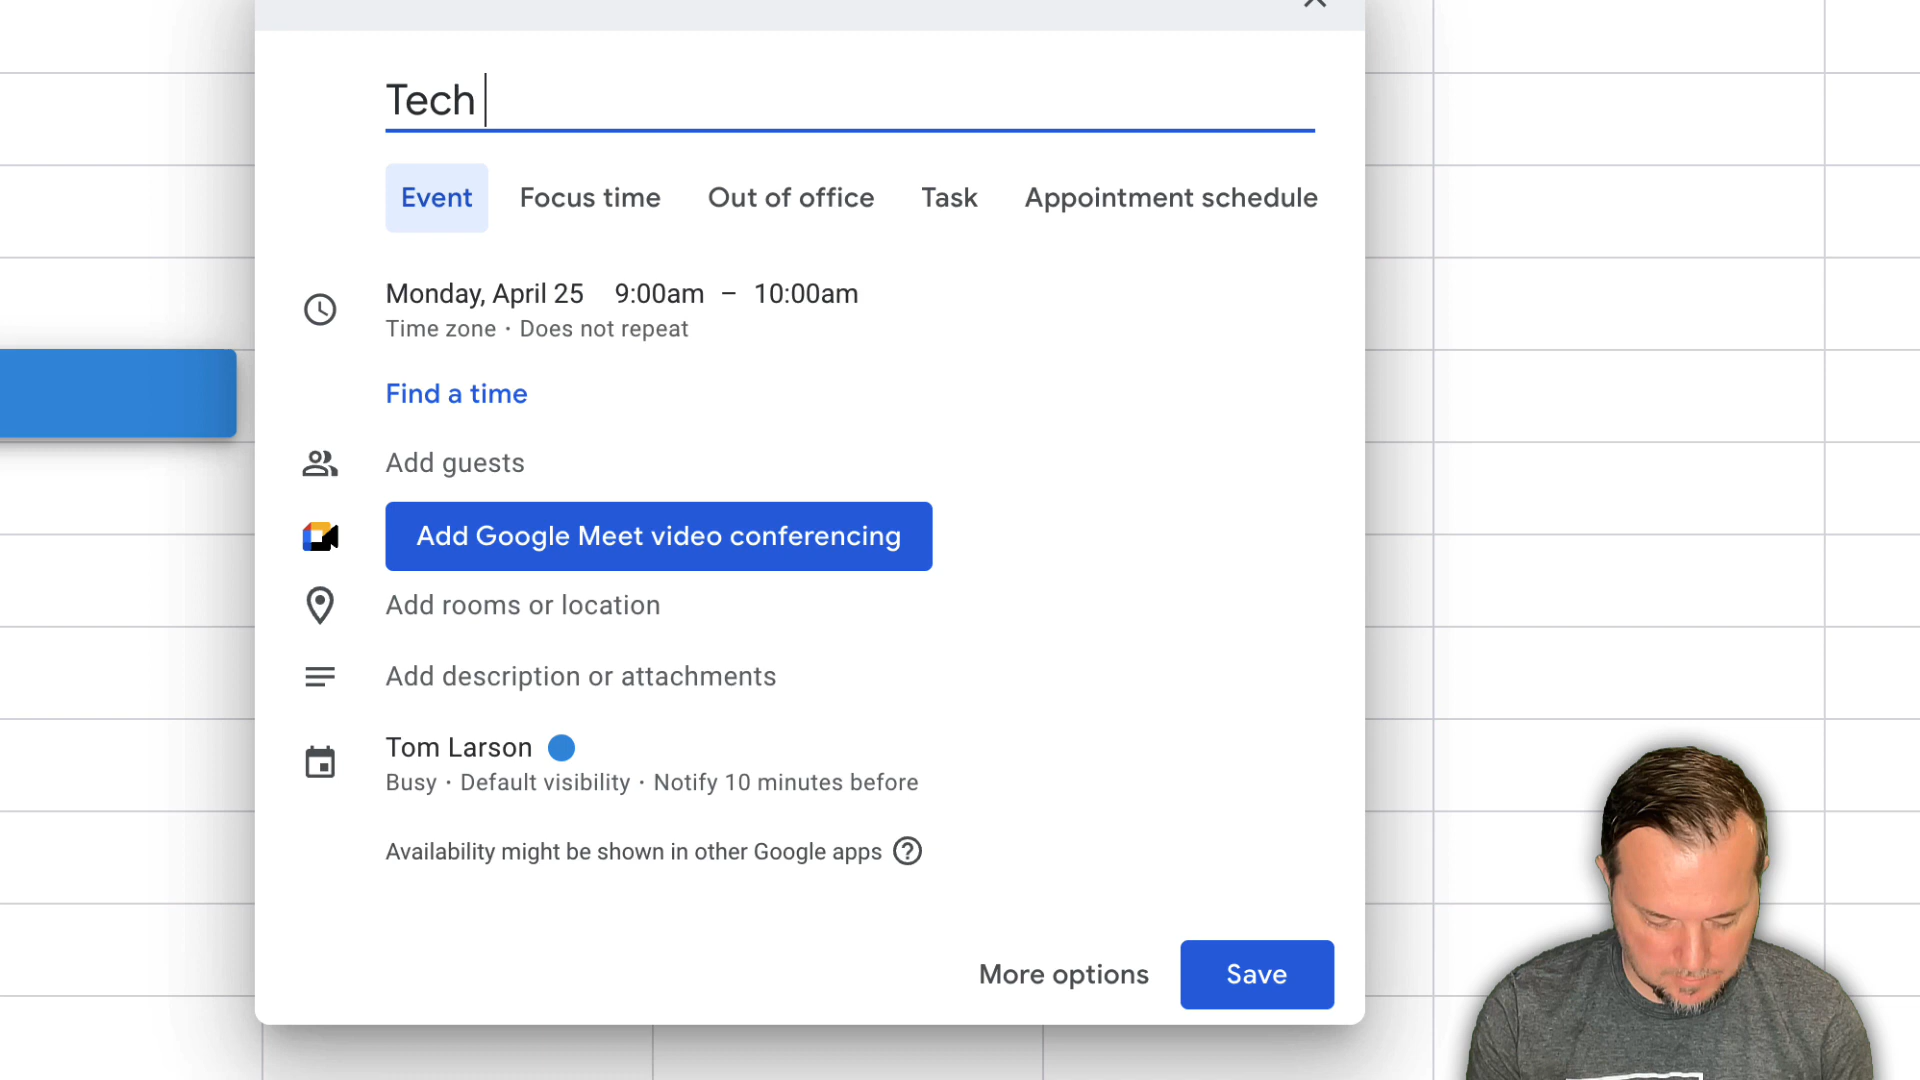 Tech
Event Focus time Out of office Task Appointment schedule
Monday, April 25 9:00am – 10:00am
Time zone · Does not repeat
Find a time
Add guests
Add Google Meet video conferencing
Add rooms or location
Add description or attachments
Tom Larson
Busy · Default visibility · Notify 10 minutes before
Availability might be shown in other Google apps ?
More options Save